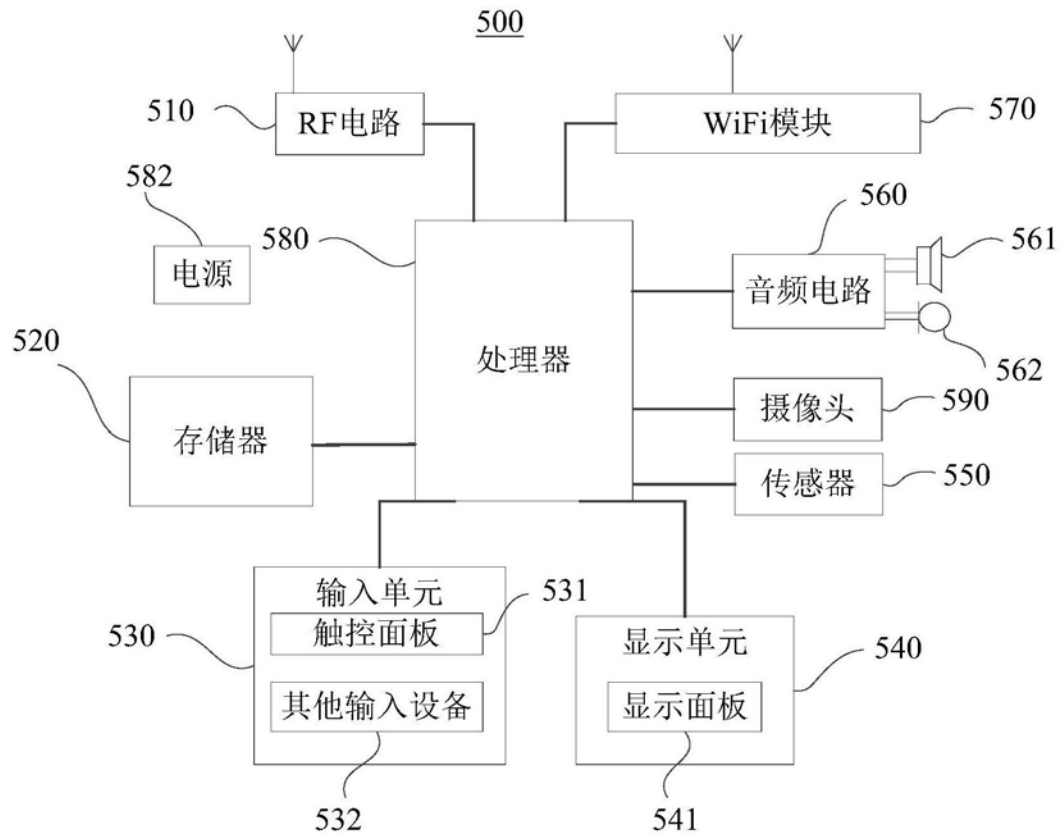 500
510
RF电路
WiFi模块
570
582
电源
580
560
561
音频电路
562
520
存储器
处理器
摄像头
590
传感器
550
530
输入单元
触控面板
531
其他输入设备
532
显示单元
540
显示面板
541